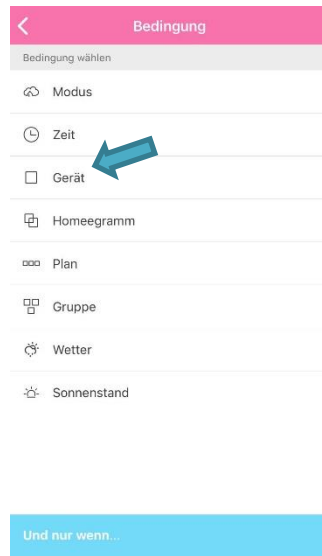 Bedingung
Bedingung wählen
Modus
Zeit
Gerät
Homeegramm
Plan
Gruppe
Wetter
Sonnenstand
Und nur wenn...